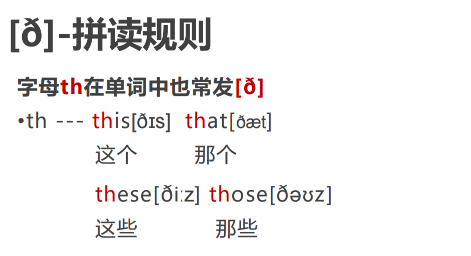 [ð]-拼读规则
字母th在单词中也常发[ð]
•th --- this[ðɪs] that[ðæt]
这个 那个
these[ðiːz] those[ðəʊz]
这些 那些